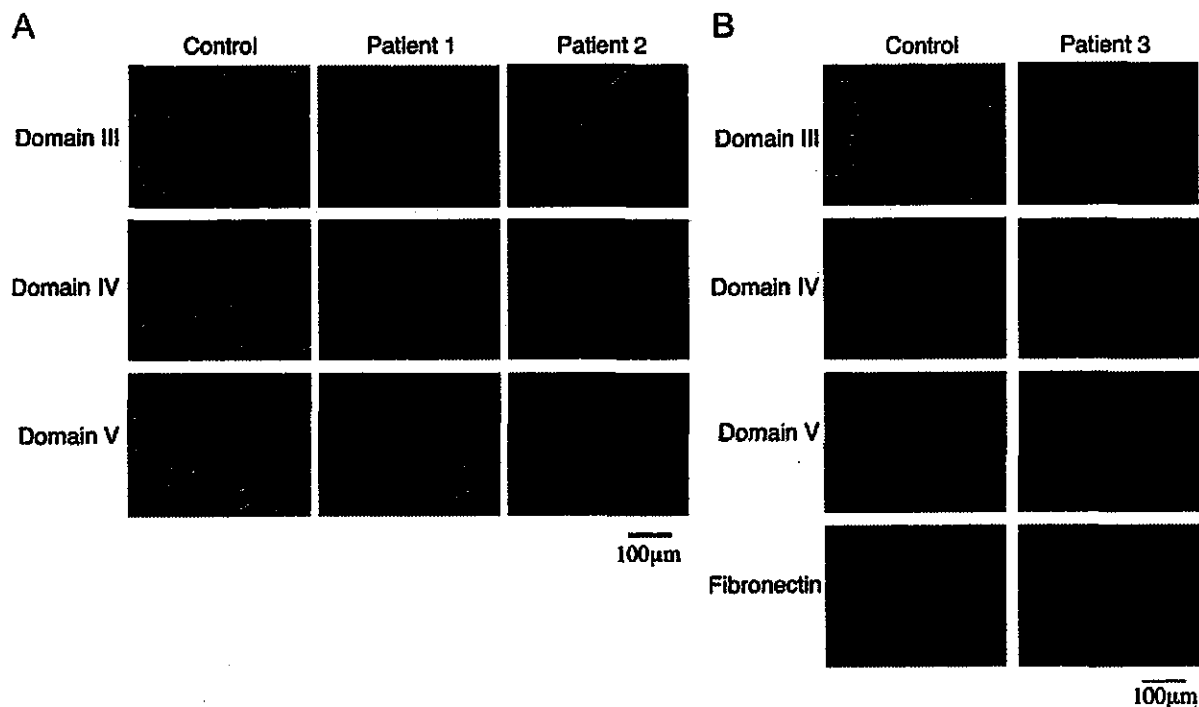 A
Control Patient 1 Patient 2
Domain III
Domain IV
Domain V
100µm
B
Control Patient 3
Domain III
Domain IV
Domain V
Fibronectin
100µm